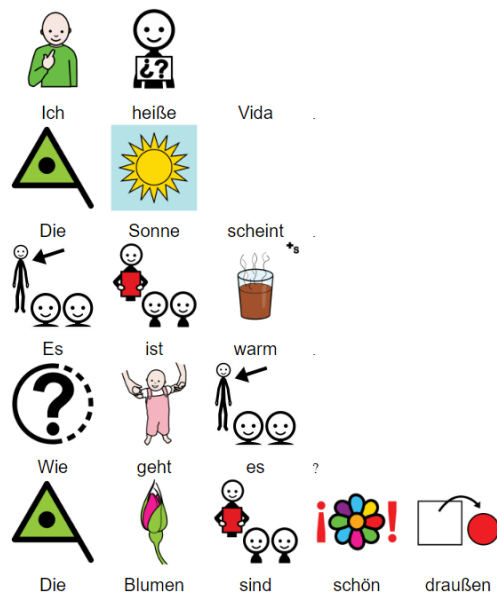 Ich heiße Vida .
Die Sonne scheint .
+s
Es ist warm .
Wie geht es ?
Die Blumen sind schön draußen